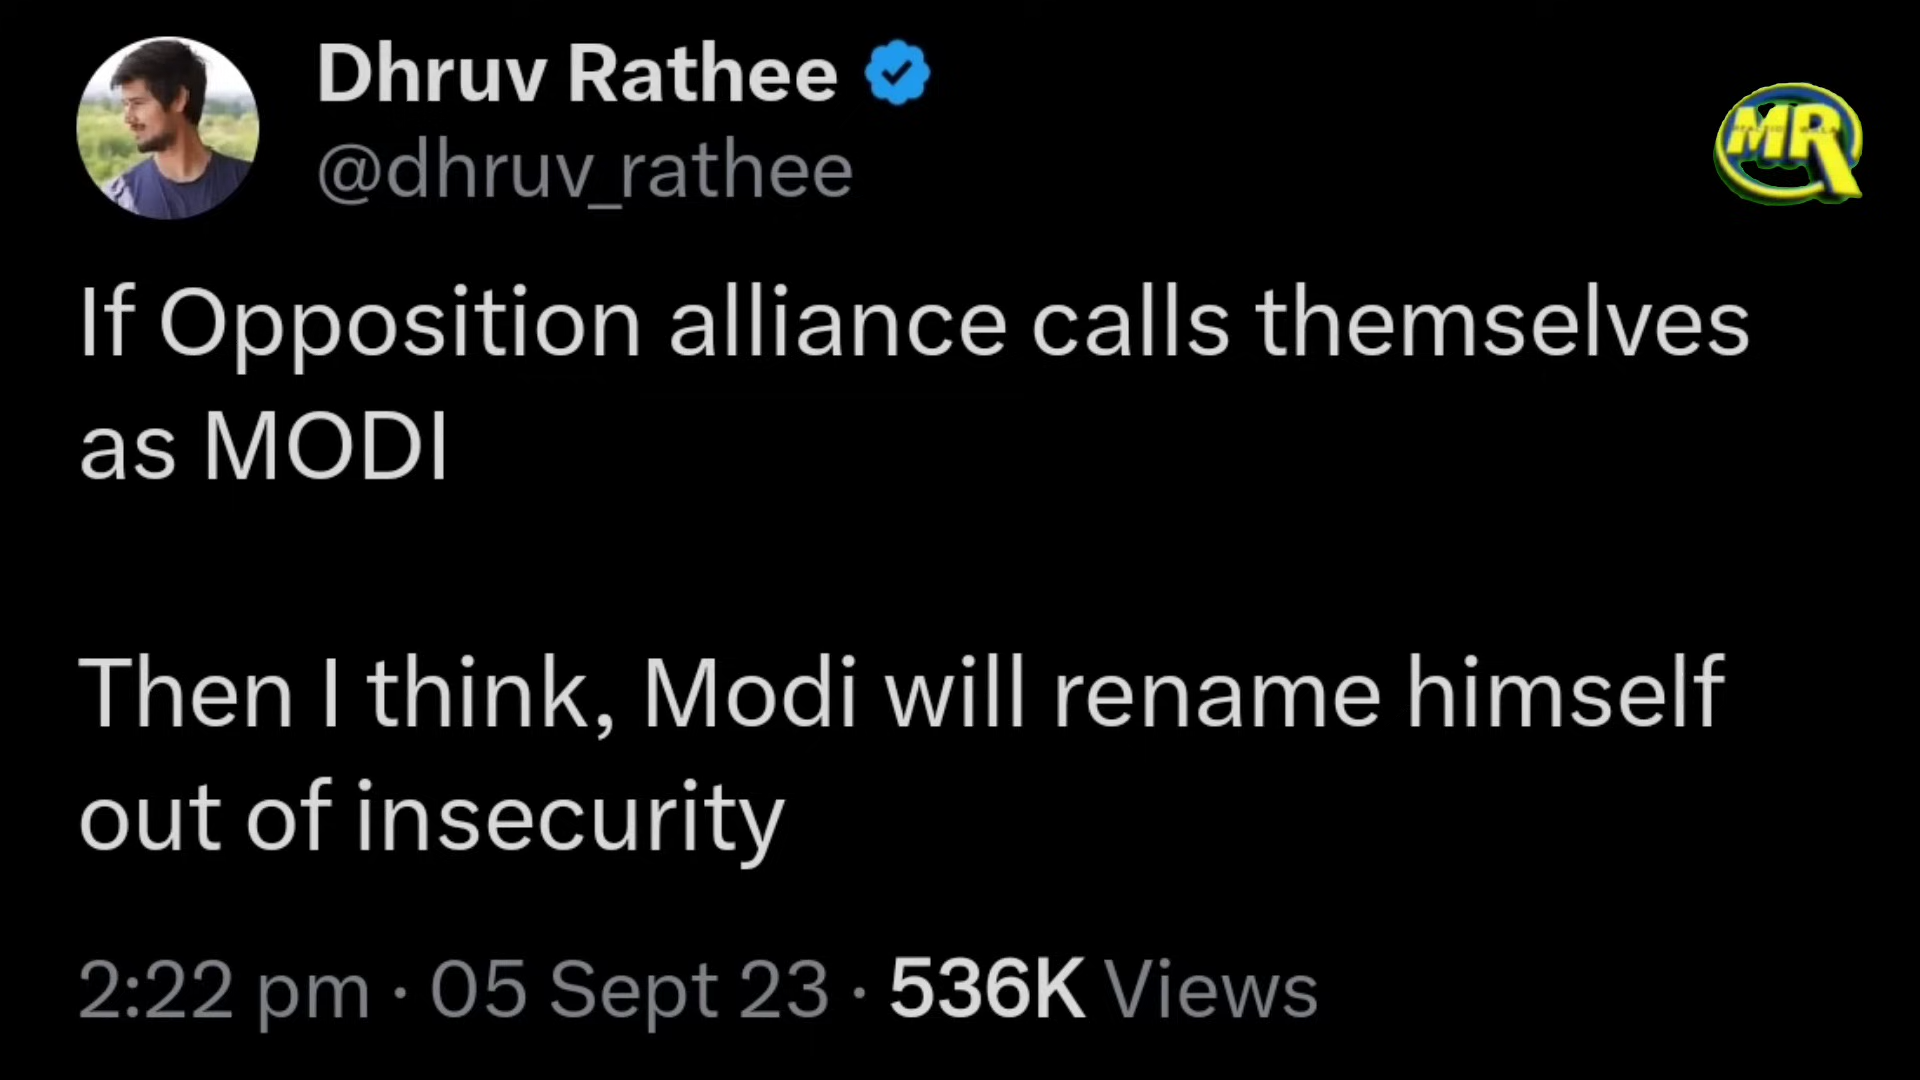 Dhruv Rathee
@dhruv_rathee
MR
If Opposition alliance calls themselves
as MODI
Then I think, Modi will rename himself
out of insecurity
2:22 pm · 05 Sept 23 · 536K Views